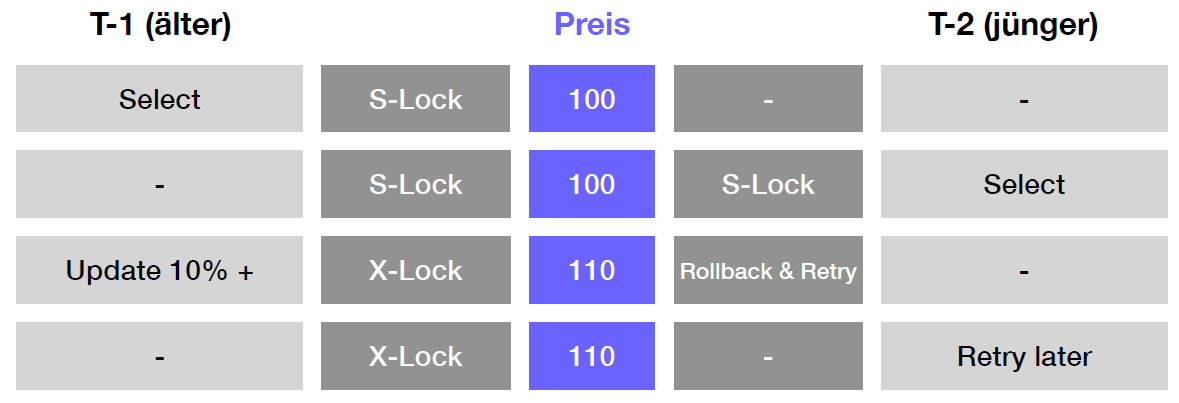 T-1 (älter) Preis T-2 (jünger)
Select S-Lock 100 - -
- S-Lock 100 S-Lock Select
Update 10% + X-Lock 110 Rollback & Retry -
- X-Lock 110 - Retry later